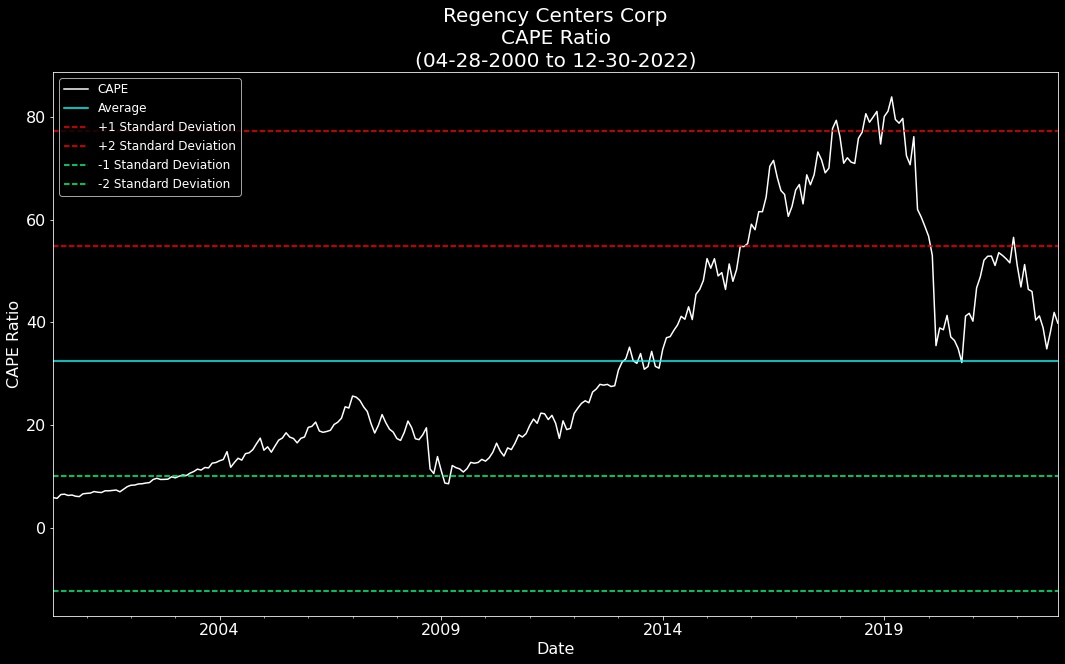 Regency Centers Corp
CAPE Ratio
(04-28-2000 to 12-30-2022)
CAPE
Average
+1 Standard Deviation
+2 Standard Deviation
-1 Standard Deviation
-2 Standard Deviation
80
60
40
20
0
CAPE Ratio
2004
2009
2014
2019
Date